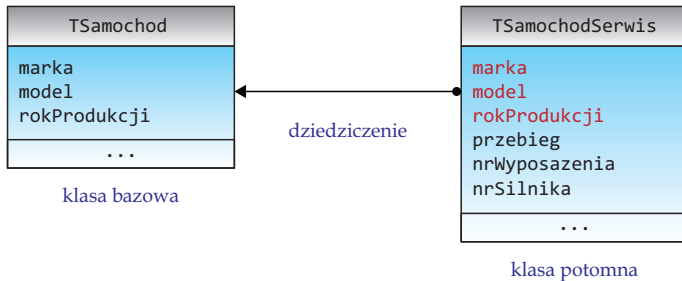 TSamochod
marka
model
rokProdukcji
...
klasa bazowa
dziedziczenie
TSamochodSerwis
marka
model
rokProdukcji
przebieg
nrWyposazenia
nrSilnika
...
klasa potomna